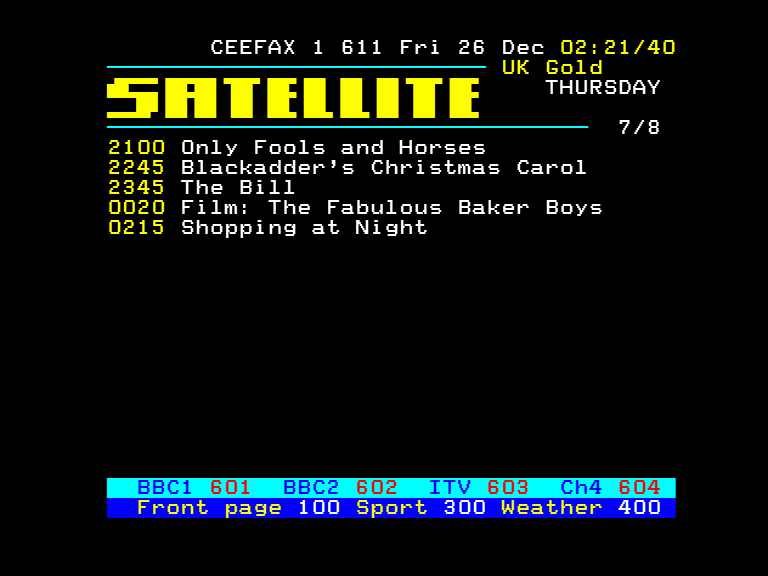 CEEFAX 1 611 Fri 26 Dec 02:21/40
UK Gold
SATELLITE
THURSDAY
7/8
2100 Only Fools and Horses
2245 Blackadder's Christmas Carol
2345 The Bill
0020 Film: The Fabulous Baker Boys
0215 Shopping at Night
BBC1 601 BBC2 602 ITV 603 Ch4 604
Front page 100 Sport 300 Weather 400